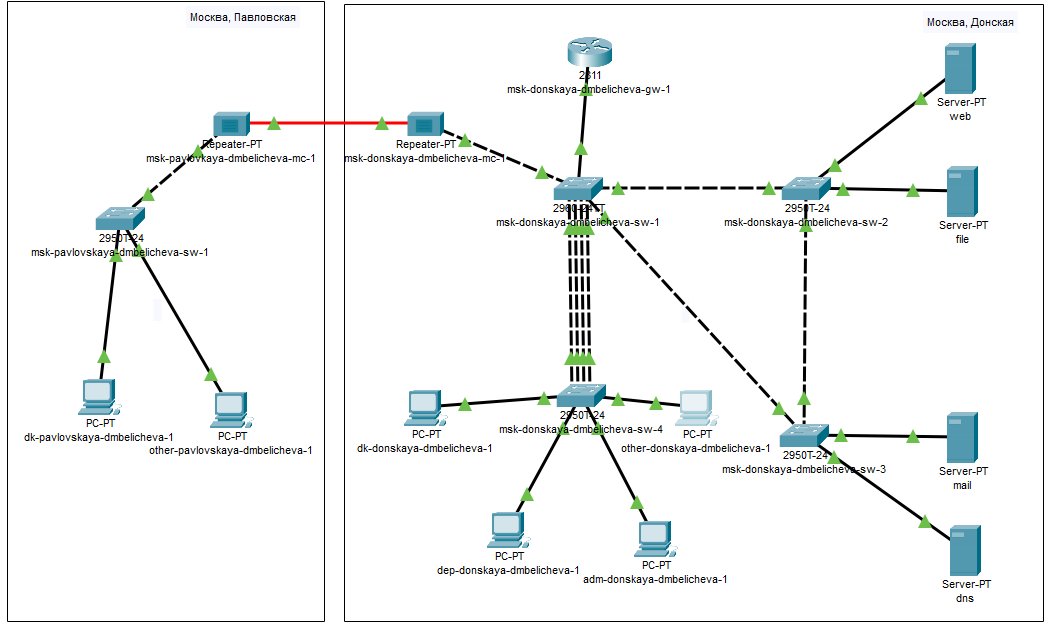 Москва, Павловская
Москва, Донская
2811
msk-donskaya-dmbelicheva-gw-1
Server-PT
web
Repeater-PT
msk-pavlovkaya-dmbelicheva-mc-1
Repeater-PT
msk-donskaya-dmbelicheva-mc-1
2950T-24
msk-pavlovskaya-dmbelicheva-sw-1
2960-24TT
msk-donskaya-dmbelicheva-sw-1
2950T-24
msk-donskaya-dmbelicheva-sw-2
Server-PT
file
PC-PT
dk-pavlovskaya-dmbelicheva-1
PC-PT
other-pavlovskaya-dmbelicheva-1
PC-PT
dk-donskaya-dmbelicheva-1
2950T-24
msk-donskaya-dmbelicheva-sw-4
PC-PT
other-donskaya-dmbelicheva-1
2950T-24
msk-donskaya-dmbelicheva-sw-3
Server-PT
mail
PC-PT
dep-donskaya-dmbelicheva-1
PC-PT
adm-donskaya-dmbelicheva-1
Server-PT
dns